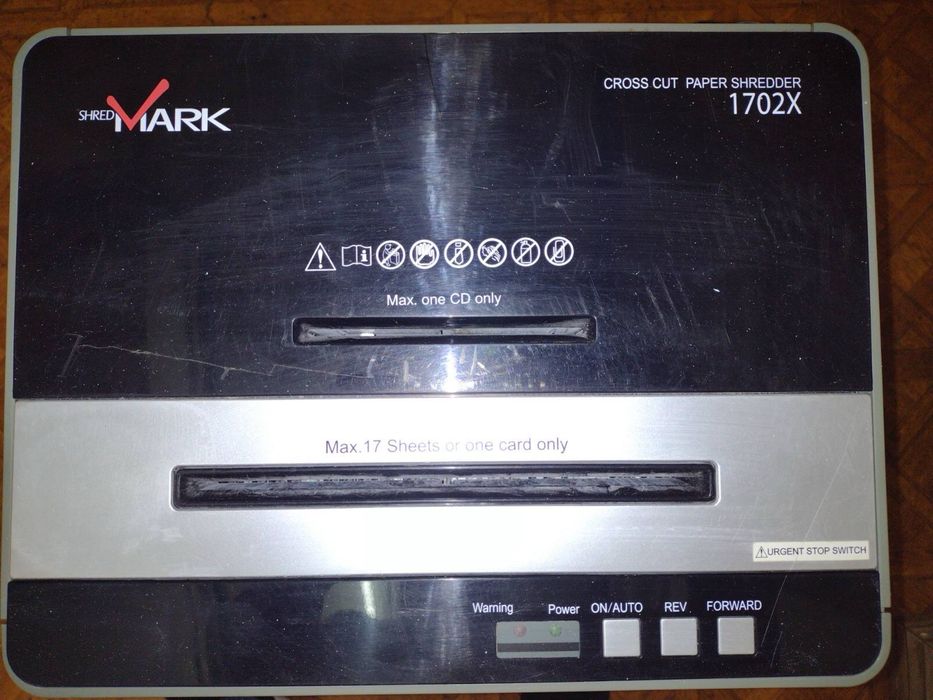 SHRED MARK
CROSS CUT PAPER SHREDDER
1702X
Max. one CD only
Max.17 Sheets or one card only
URGENT STOP SWITCH
Warning Power ON/AUTO REV FORWARD